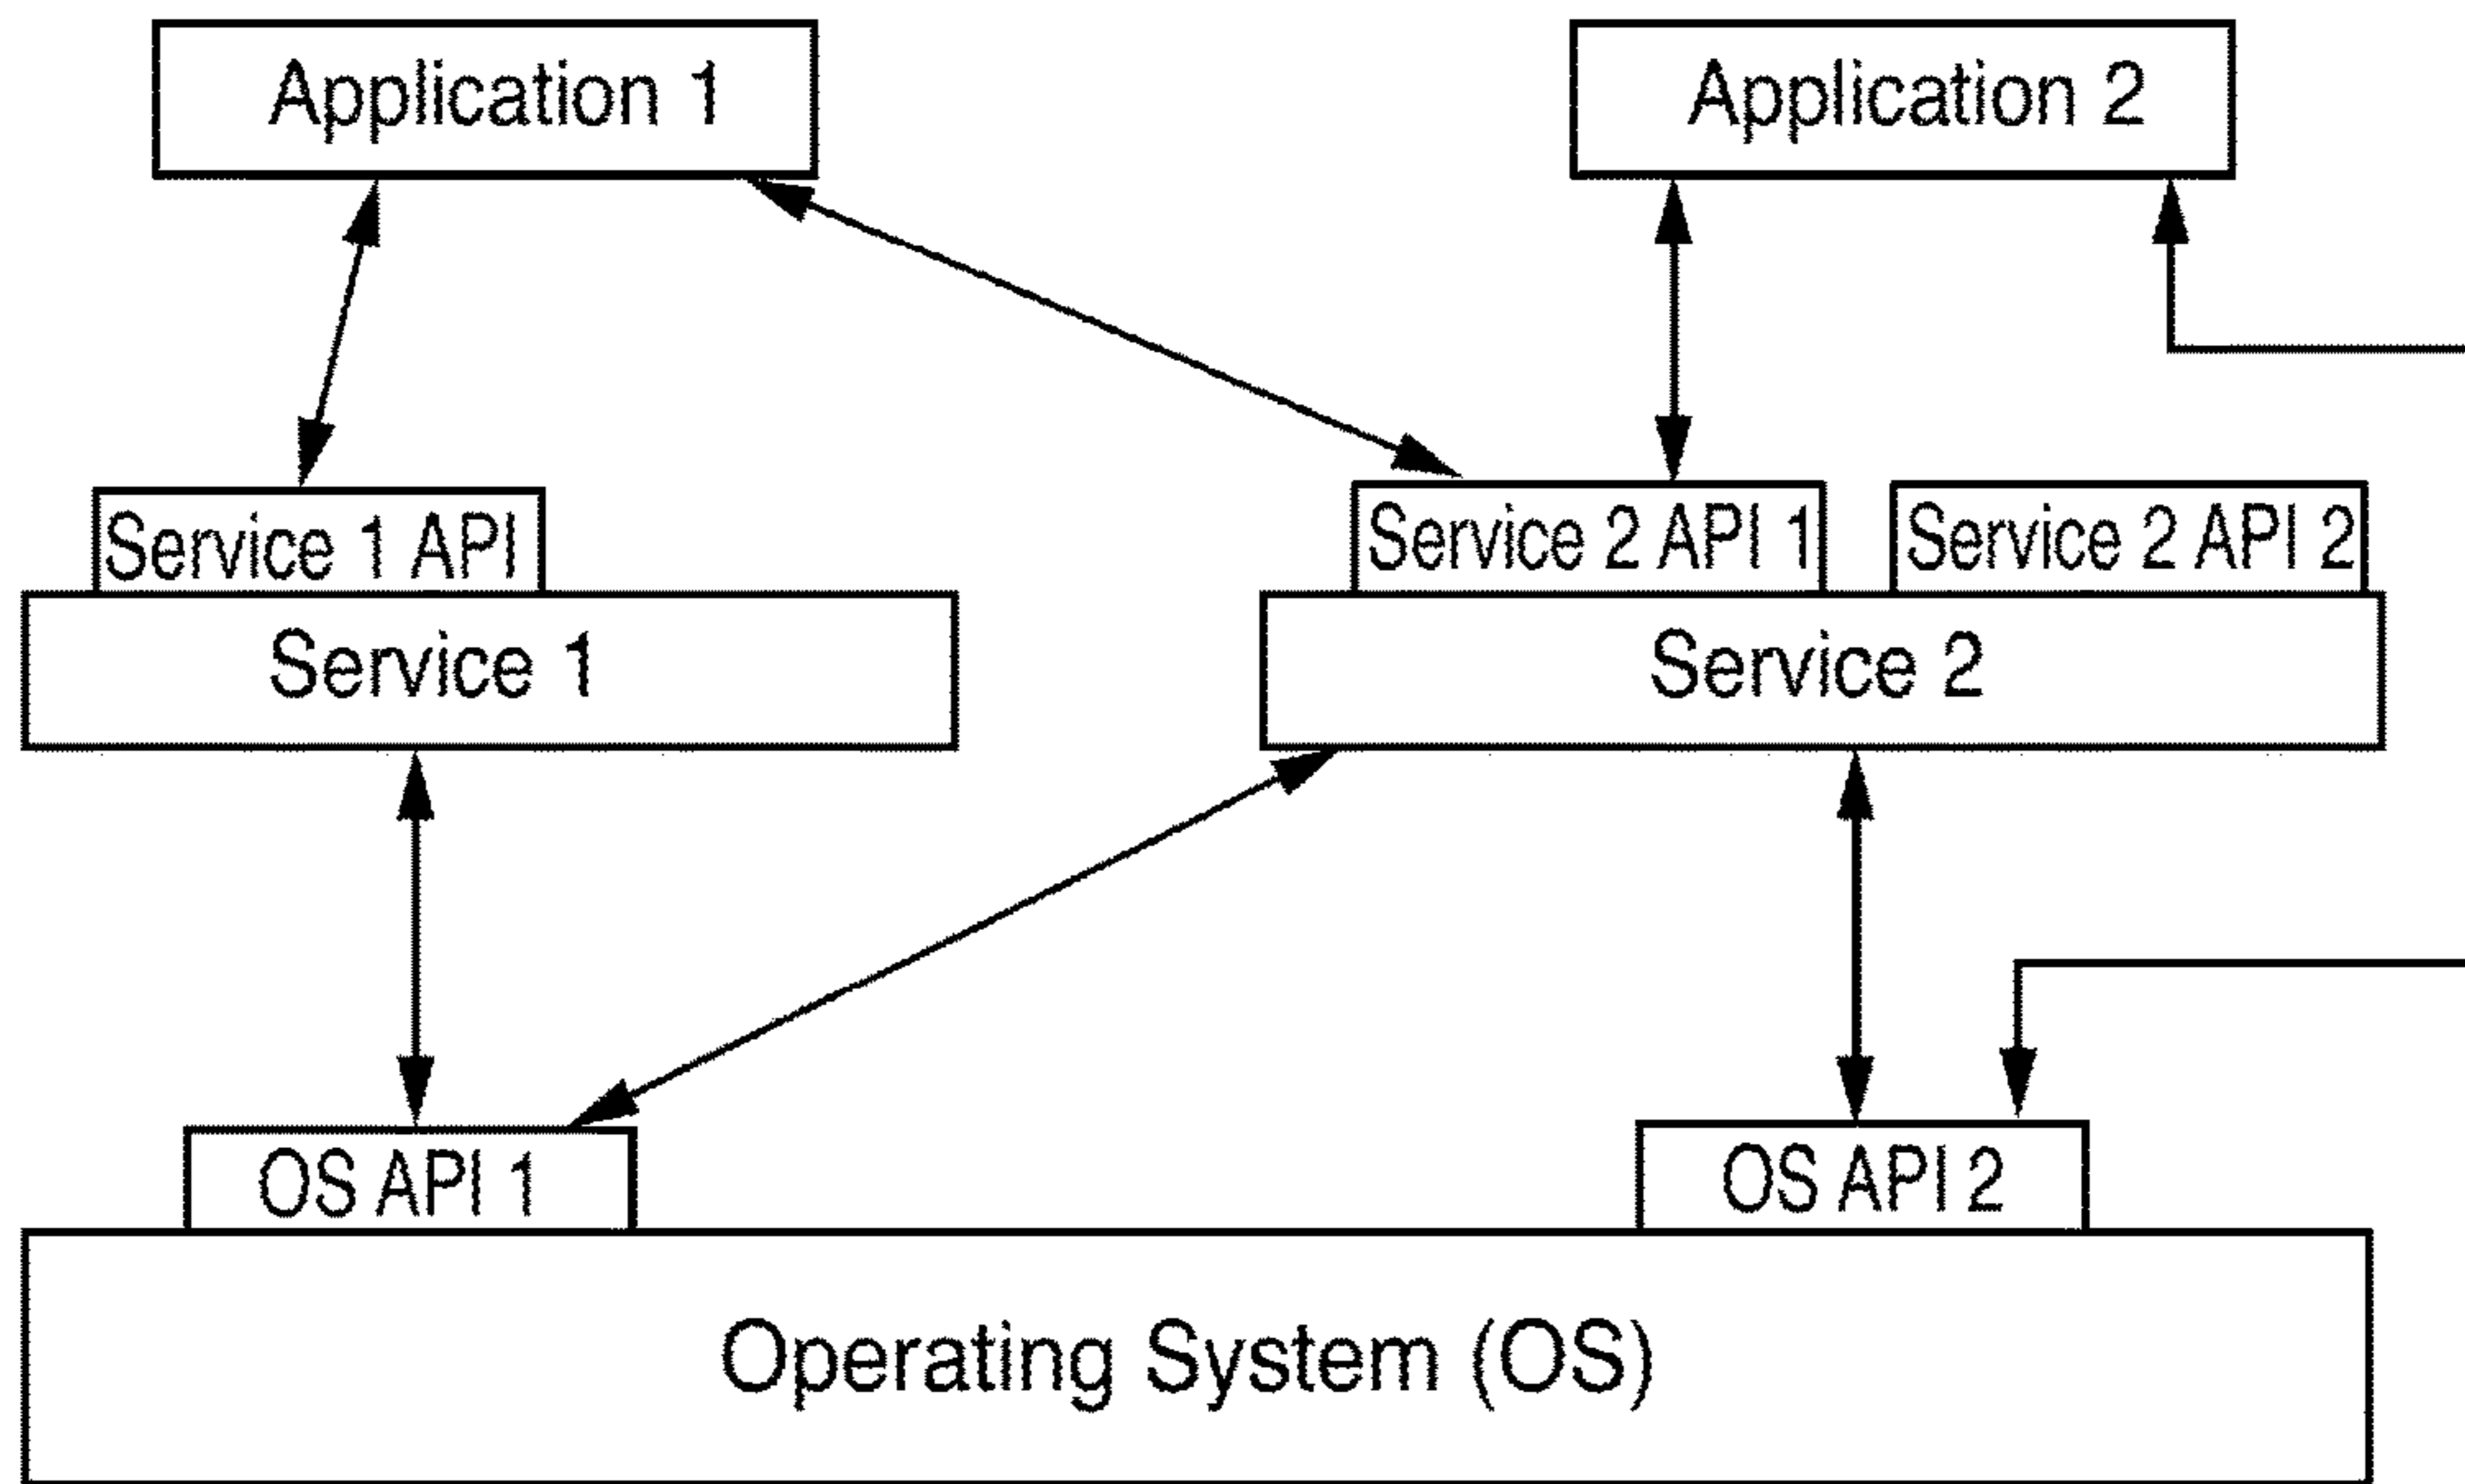 Application 1
Application 2
Service 1 API
Service 2 API 1
Service 2 API 2
Service 1
Service 2
OS API 1
OS API 2
Operating System (OS)